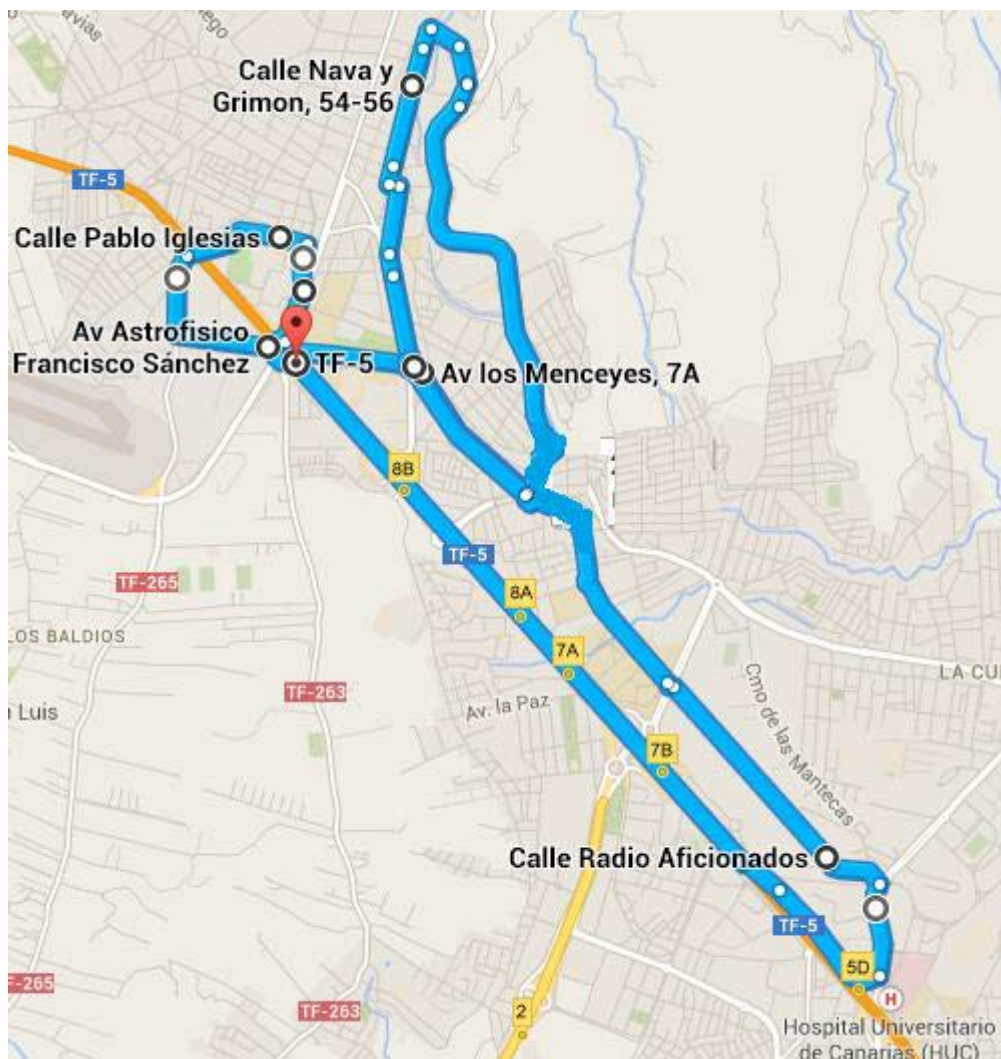 Calle Nava y
Grimon, 54-56
TF-5
Calle Pablo Iglesias
Av Astrofisico
Francisco Sánchez
TF-5
Av los Menceyes, 7A
8B
TF-5
TF-265
8A
LOS BALDIOS
7A
TF-263
LA CU
n Luis
Av. la Paz
Cmo de las Mantecas
7B
Calle Radio Aficionados
TF-5
5D
TF-265
H
TF-263
2
Hospital Universitario
de Canarias (HUC)